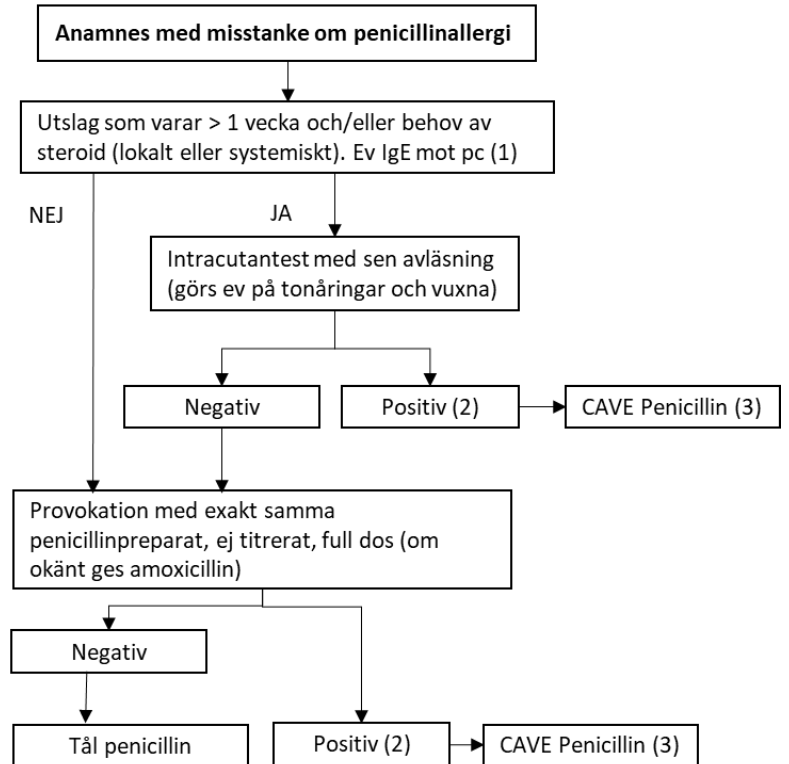 Anamnes med misstanke om penicillinallergi
Utslag som varar > 1 vecka och/eller behov av
steroid (lokalt eller systemiskt). Ev IgE mot pc (1)
NEJ
JA
Intracutantest med sen avläsning
(görs ev på tonåringar och vuxna)
Negativ
Positiv (2)
CAVE Penicillin (3)
Provokation med exakt samma
penicillinpreparat, ej titrerat, full dos (om
okänt ges amoxicillin)
Negativ
Tål penicillin
Positiv (2)
CAVE Penicillin (3)